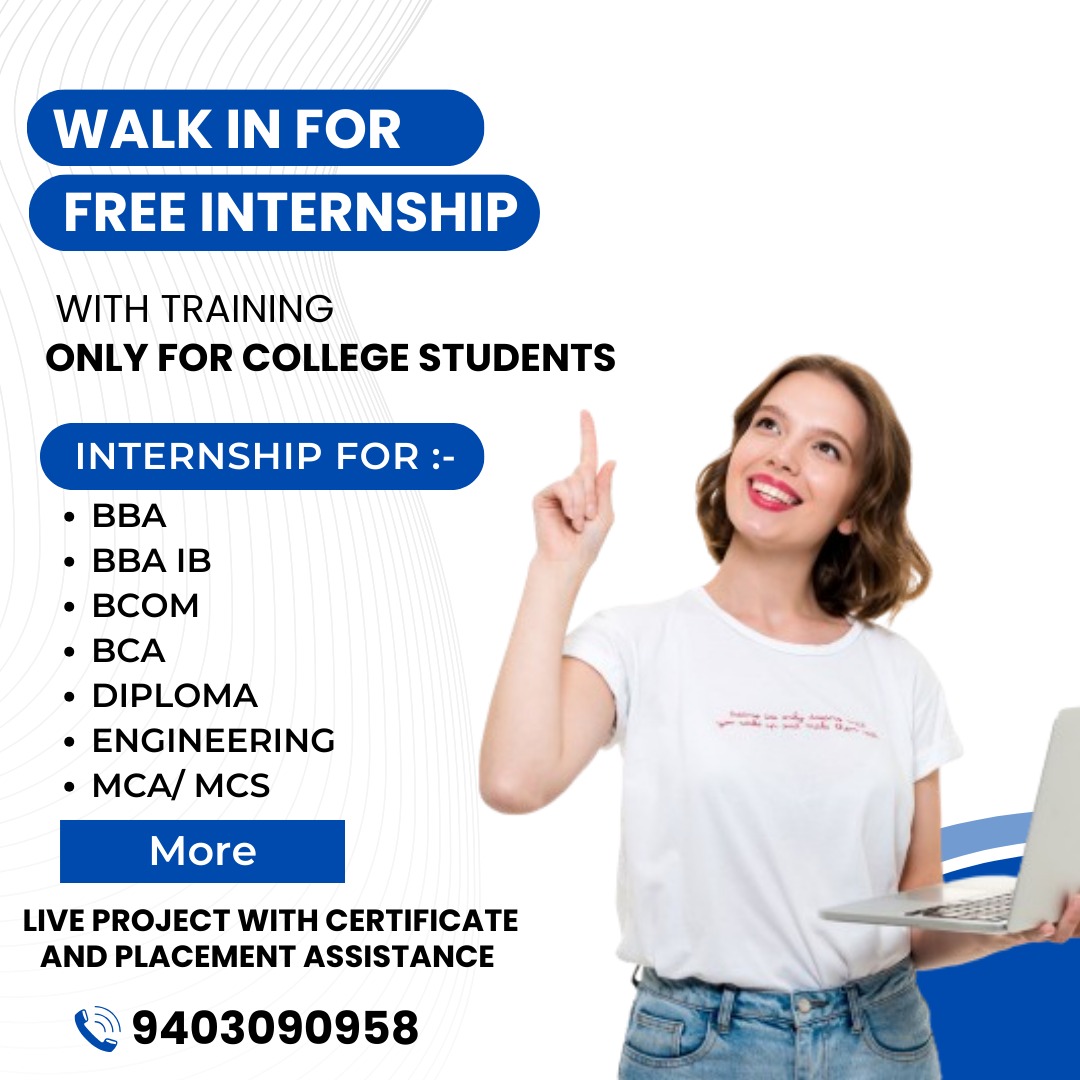 WALK IN FOR
FREE INTERNSHIP
WITH TRAINING
ONLY FOR COLLEGE STUDENTS
INTERNSHIP FOR :-
• BBA
• BBA IB
• BCOM
• BCA
• DIPLOMA
• ENGINEERING
• MCA/ MCS
More
LIVE PROJECT WITH CERTIFICATE
AND PLACEMENT ASSISTANCE
9403090958